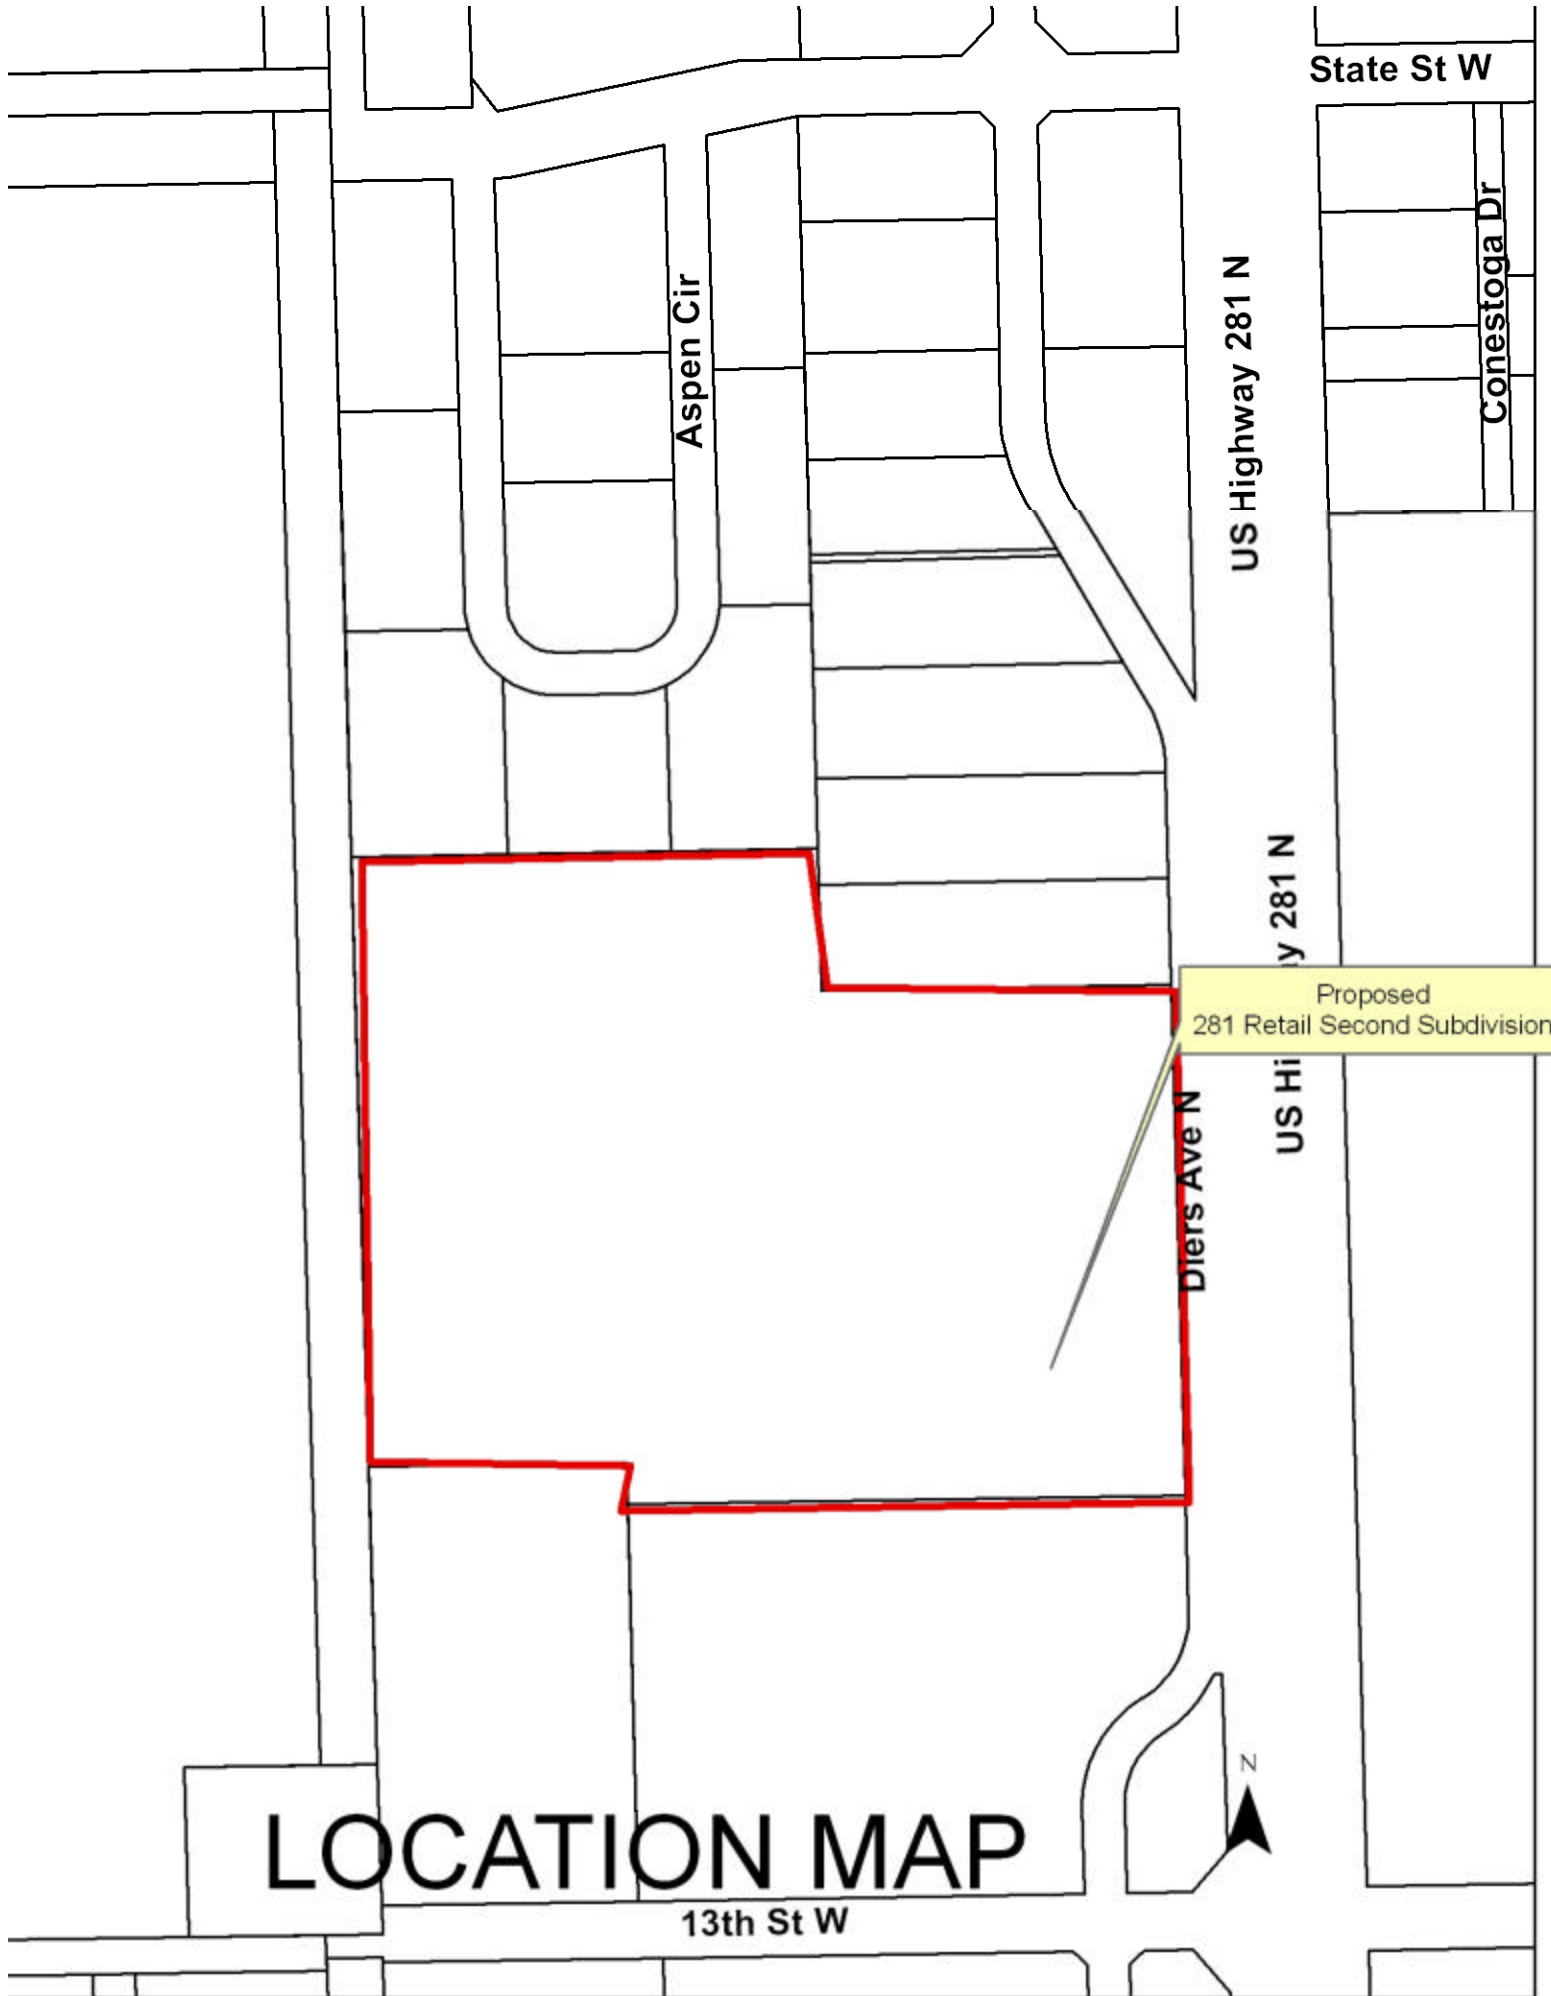 State St W
Conestoga Dr
Aspen Cir
US Highway 281 N
US Hi
y 281 N
Proposed
281 Retail Second Subdivision
Diers Ave N
N
LOCATION MAP
13th St W